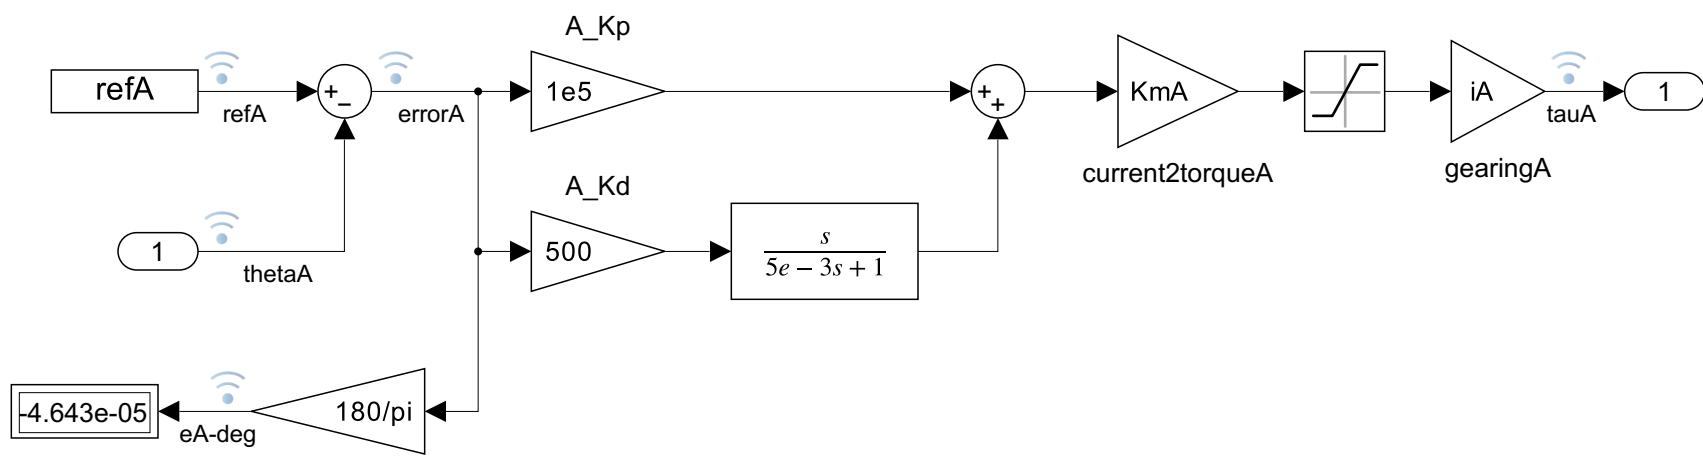 A_Kp
refA
refA
+
−
errorA
1e5
+
+
KmA
current2torqueA
iA
gearingA
tauA
1
A_Kd
1
thetaA
500
s
5e − 3s + 1
-4.643e-05
eA-deg
180/pi